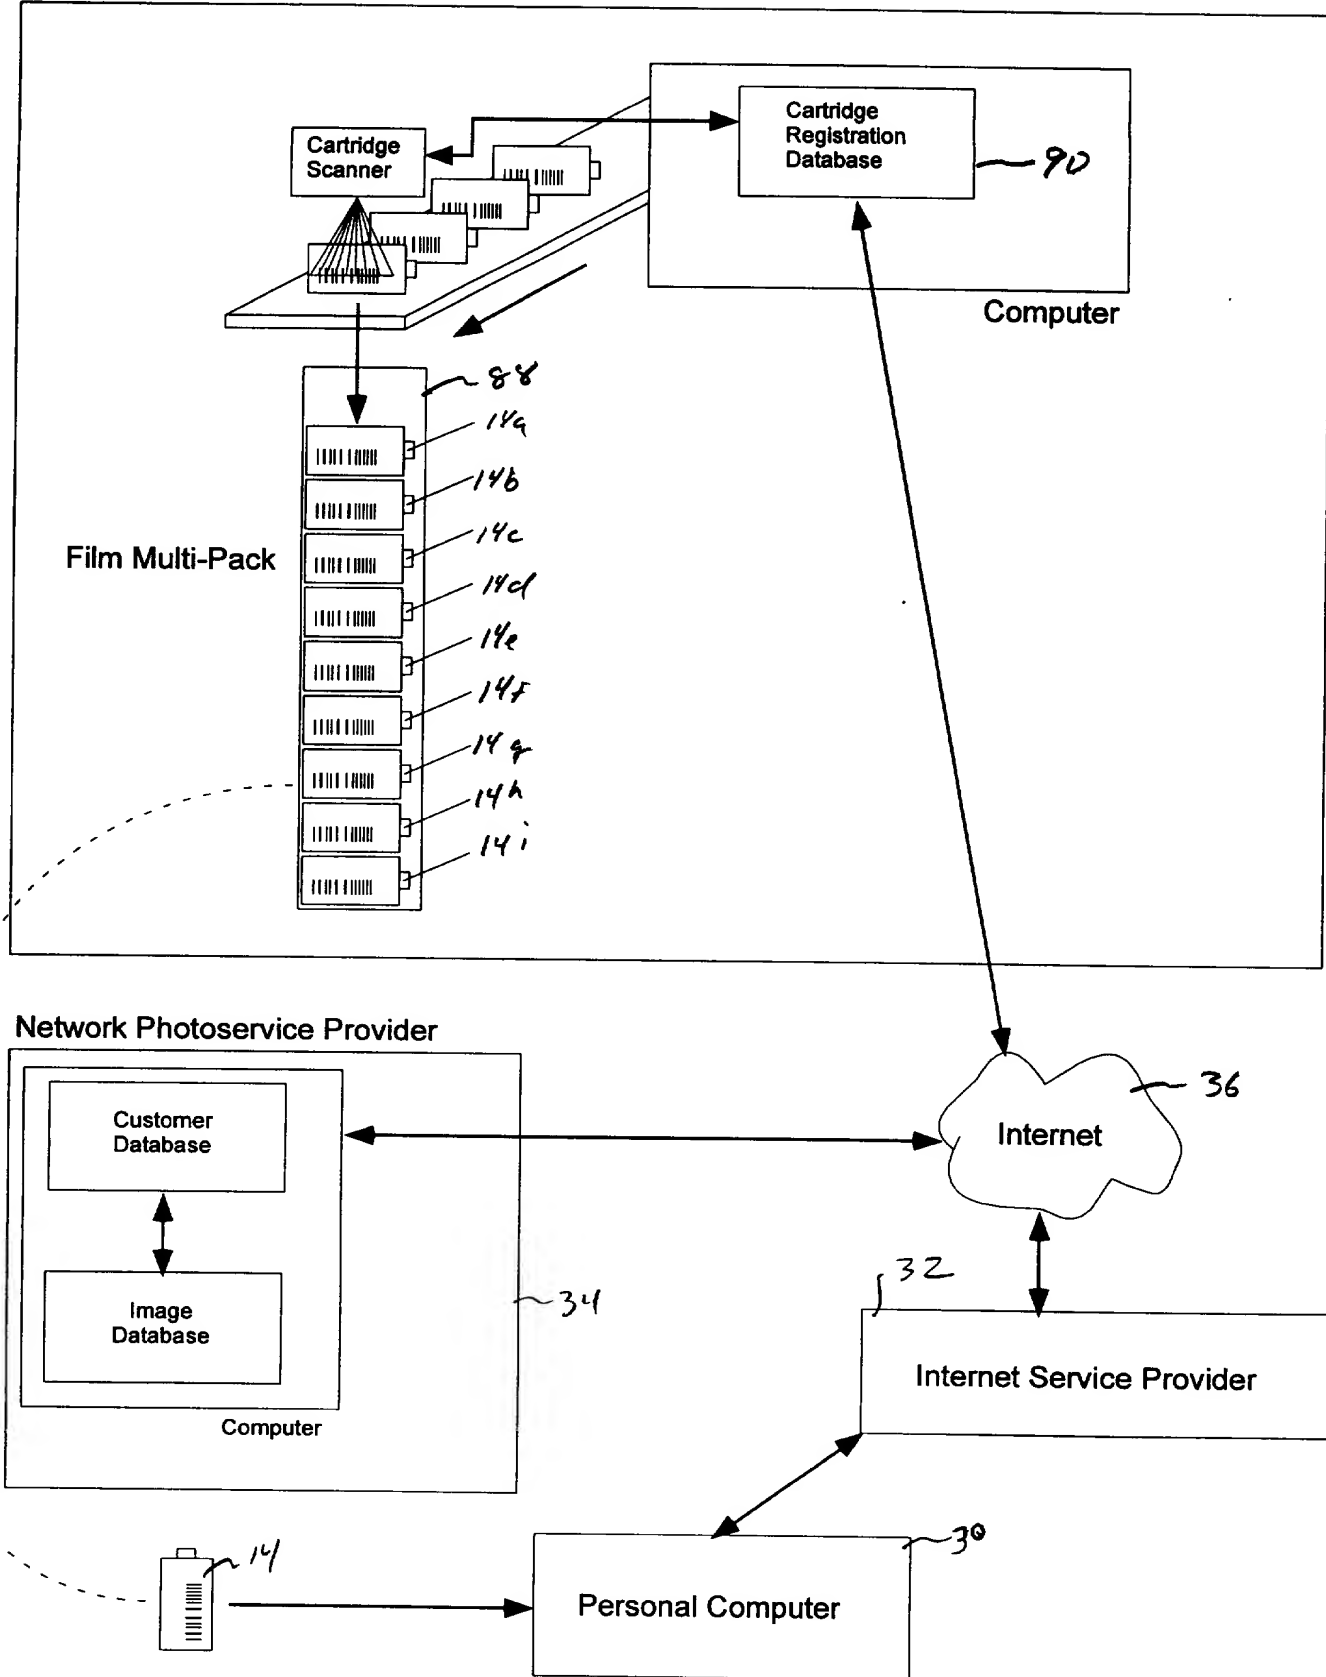 Cartridge
Scanner
Cartridge
Registration
Database
90
Computer
88
14a
14b
14c
Film Multi-Pack
14d
14e
14f
14g
14h
14i
Network Photoservice Provider
Customer
Database
36
Internet
Image
Database
34
32
Internet Service Provider
Computer
14
30
Personal Computer